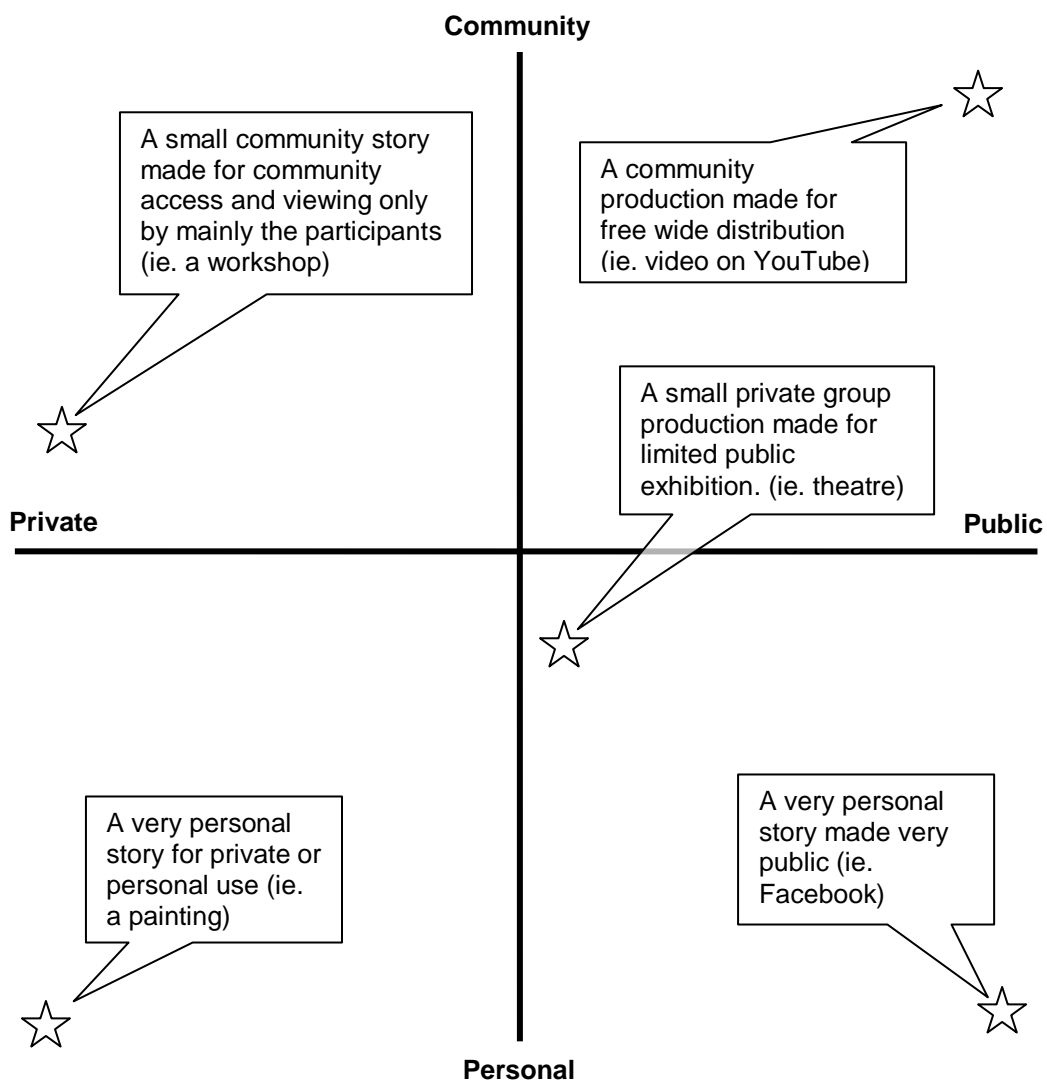 Community
A small community story
made for community
access and viewing only
by mainly the participants
(ie. a workshop)
A community
production made for
free wide distribution
(ie. video on YouTube)
A small private group
production made for
limited public
exhibition. (ie. theatre)
Private
Public
A very personal
story for private or
personal use (ie.
a painting)
A very personal
story made very
public (ie.
Facebook)
Personal